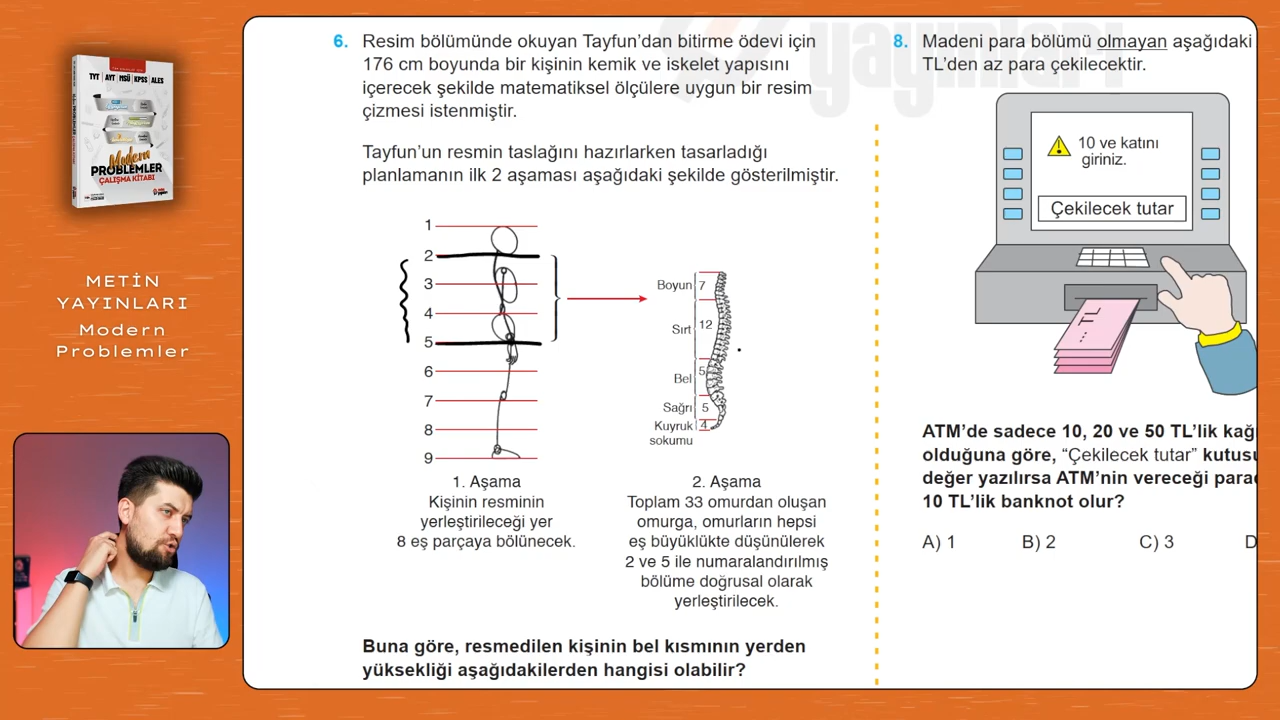 TYT | AYT | MSÜ | KPSS | ALES
Modern
PROBLEMLER
ÇALIŞMA KİTABI
METİN
YAYINLARI
Modern
Problemler
yayınları
6. Resim bölümünde okuyan Tayfun'dan bitirme ödevi için
176 cm boyunda bir kişinin kemik ve iskelet yapısını
içerecek şekilde matematiksel ölçülere uygun bir resim
çizmesi istenmiştir.
Tayfun'un resmin taslağını hazırlarken tasarladığı
planlamanın ilk 2 aşaması aşağıdaki şekilde gösterilmiştir.
1
2
3
4
5
6
7
8
9
Boyun 7
Sırt 12
Bel 5
Sağrı 5
Kuyruk 4
sokumu
1. Aşama
Kişinin resminin
yerleştirileceği yer
8 eş parçaya bölünecek.
2. Aşama
Toplam 33 omurdan oluşan
omurga, omurların hepsi
eş büyüklükte düşünülerek
2 ve 5 ile numaralandırılmış
bölüme doğrusal olarak
yerleştirilecek.
Buna göre, resmedilen kişinin bel kısmının yerden
yüksekliği aşağıdakilerden hangisi olabilir?
8. Madeni para bölümü olmayan aşağıdaki
TL'den az para çekilecektir.
10 ve katını
giriniz.
Çekilecek tutar
... TL
ATM'de sadece 10, 20 ve 50 TL'lik kağı
olduğuna göre, "Çekilecek tutar" kutusu
değer yazılırsa ATM'nin vereceği parad
10 TL'lik banknot olur?
A) 1 B) 2 C) 3 D